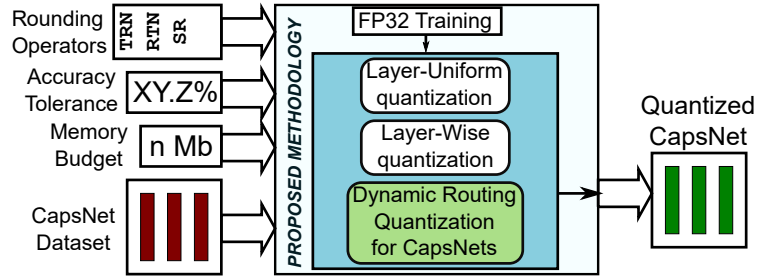 Rounding
Operators
TRN
RTN
SR
Accuracy
Tolerance
XY.Z%
Memory
Budget
n Mb
CapsNet
Dataset
PROPOSED METHODOLOGY
FP32 Training
Layer-Uniform
quantization
Layer-Wise
quantization
Dynamic Routing
Quantization
for CapsNets
Quantized
CapsNet